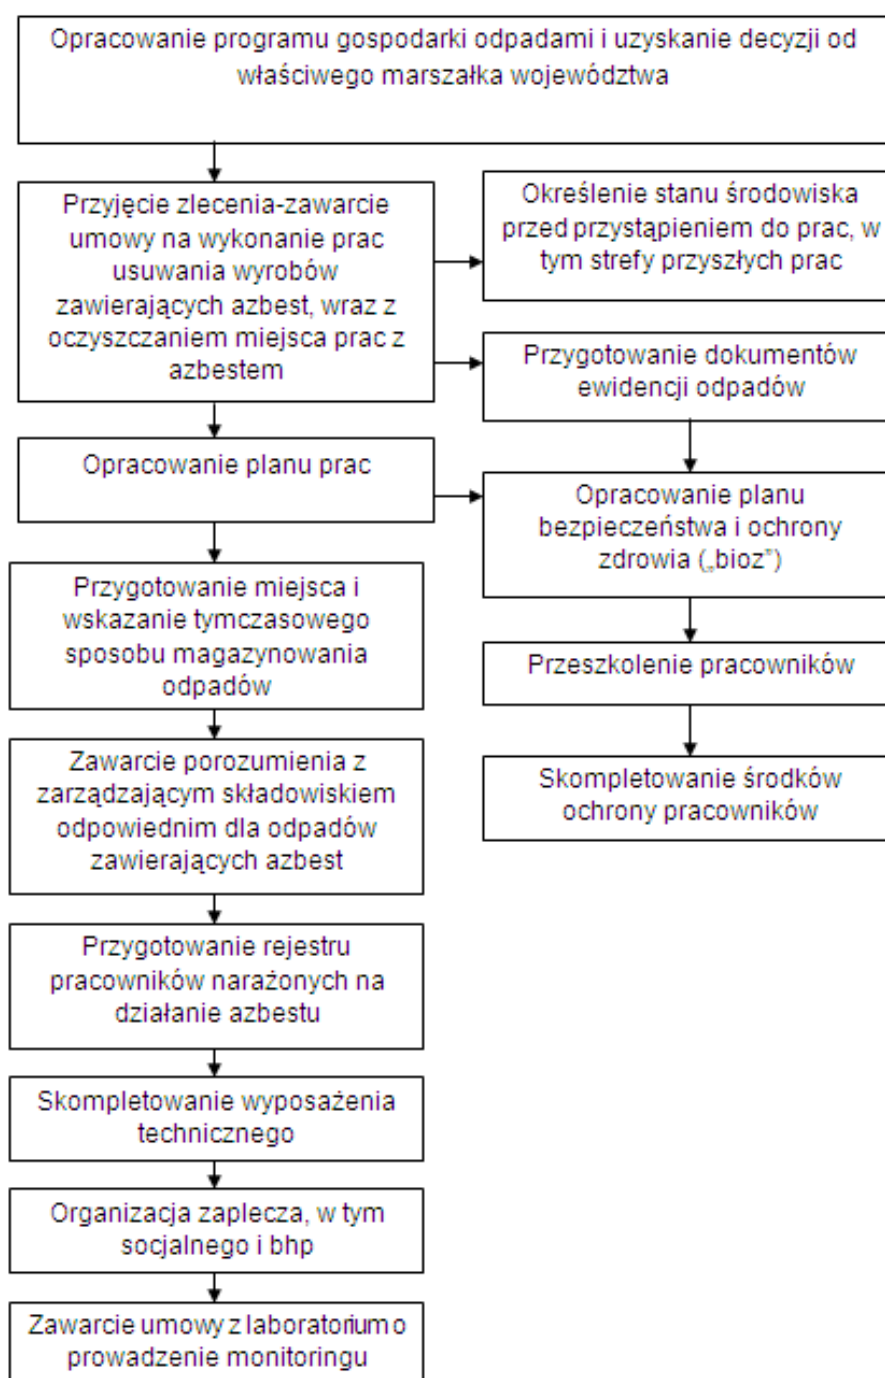 Opracowanie programu gospodarki odpadami i uzyskanie decyzji od
właściwego marszałka województwa
Przyjęcie zlecenia-zawarcie
umowy na wykonanie prac
usuwania wyrobów
zawierających azbest, wraz z
oczyszczaniem miejsca prac z
azbestem
Określenie stanu środowiska
przed przystąpieniem do prac, w
tym strefy przyszłych prac
Przygotowanie dokumentów
ewidencji odpadów
Opracowanie planu prac
Opracowanie planu
bezpieczeństwa i ochrony
zdrowia („bioz”)
Przygotowanie miejsca i
wskazanie tymczasowego
sposobu magazynowania
odpadów
Przeszkolenie pracowników
Zawarcie porozumienia z
zarządzającym składowiskiem
odpowiednim dla odpadów
zawierających azbest
Skompletowanie środków
ochrony pracowników
Przygotowanie rejestru
pracowników narażonych na
działanie azbestu
Skompletowanie wyposażenia
technicznego
Organizacja zaplecza, w tym
socjalnego i bhp
Zawarcie umowy z laboratorium o
prowadzenie monitoringu